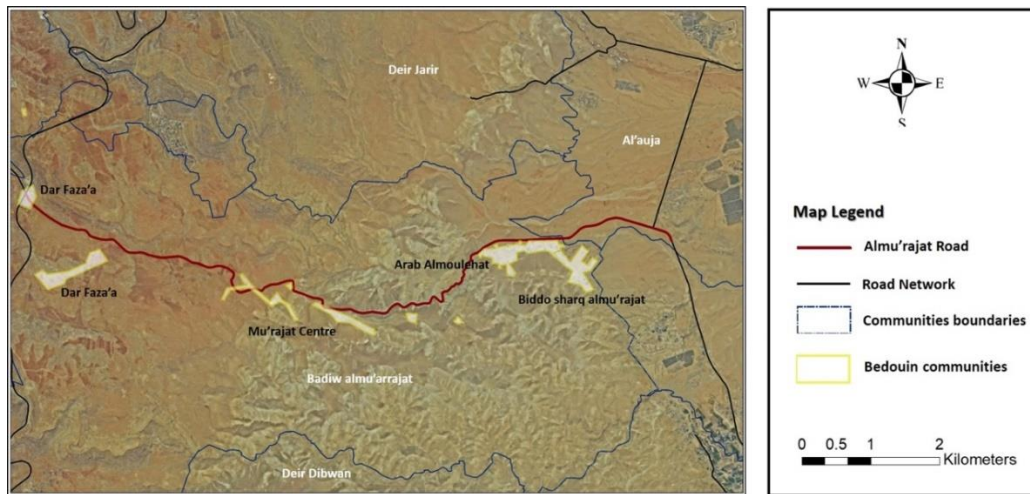 Deir Jarir
Al'auja
Dar Faza'a
Arab Almoulehat
Dar Faza'a
Biddo sharq almu'rajat
Mu'rajat Centre
Badiw almu'arrajat
Deir Dibwan
N
W E
S
Map Legend
Almu'rajat Road
Road Network
Communities boundaries
Bedouin communities
0 0.5 1 2
Kilometers